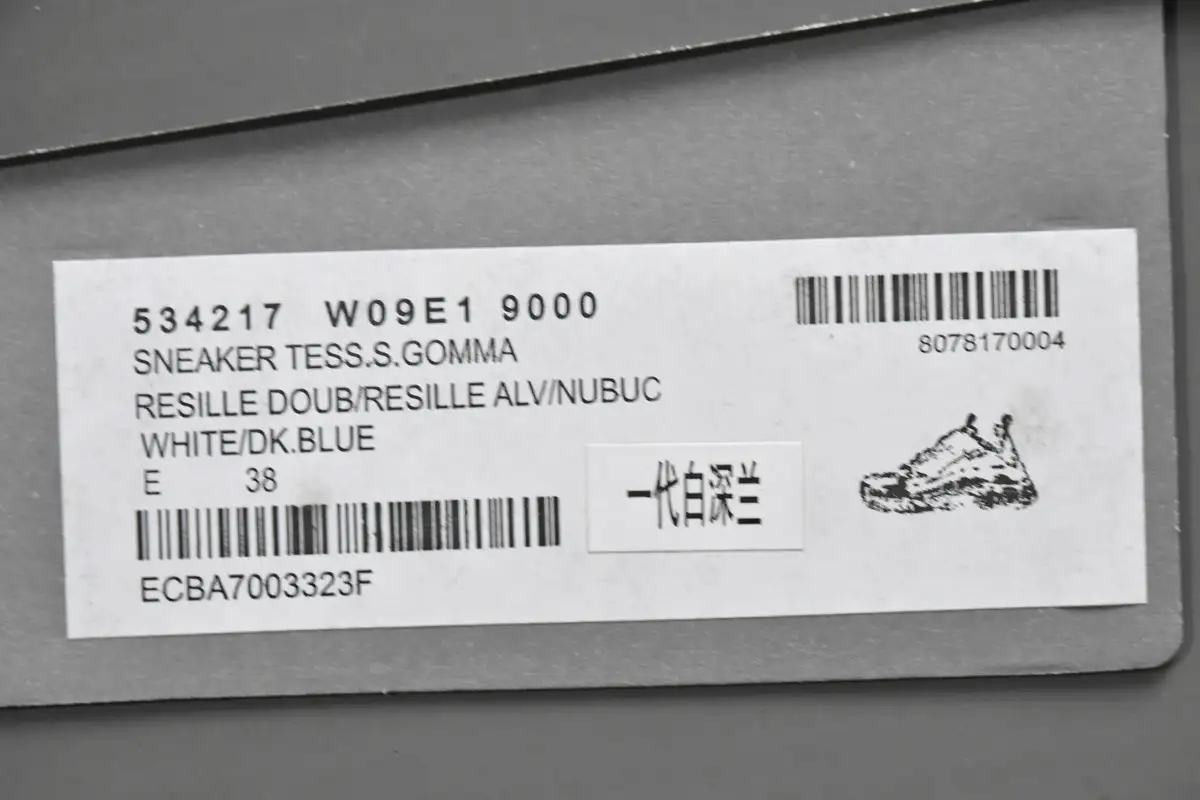 534217 W09E1 9000
SNEAKER TESS.S.GOMMA
RESILLE DOUB/RESILLE ALV/NUBUC
WHITE/DK.BLUE
E 38
ECBA7003323F
8078170004
一代白深兰